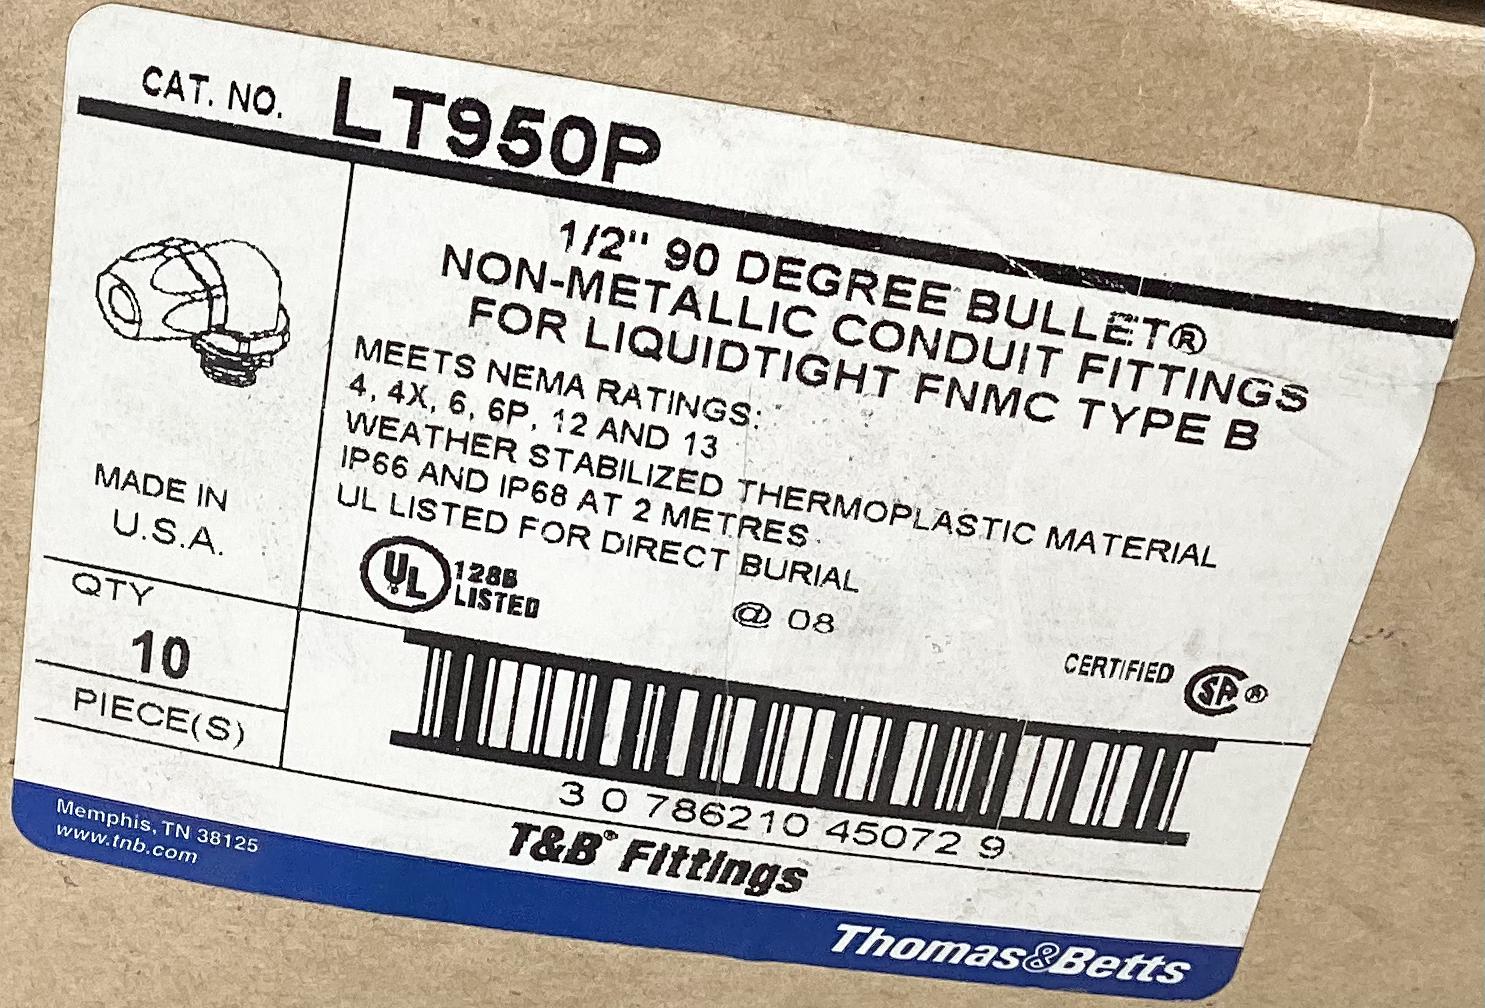 CAT. NO. LT950P
1/2" 90 DEGREE BULLET®
NON-METALLIC CONDUIT FITTINGS
FOR LIQUIDTIGHT FNMC TYPE B
MEETS NEMA RATINGS:
4, 4X, 6, 6P, 12 AND 13
WEATHER STABILIZED THERMOPLASTIC MATERIAL
IP66 AND IP68 AT 2 METRES
UL LISTED FOR DIRECT BURIAL
MADE IN
U.S.A.
UL 128B
LISTED
@ 08
CERTIFIED SA ®
QTY
10
PIECE(S)
3 0 786210 45072 9
T&B® Fittings
Memphis, TN 38125
www.tnb.com
Thomas&Betts